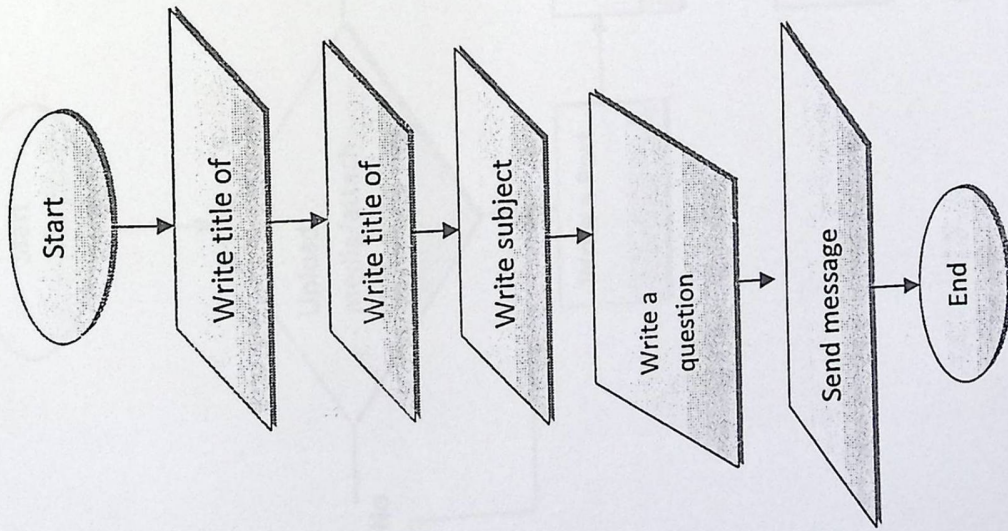 Start
Write title of
Write title of
Write subject
Write a
question
Send message
End